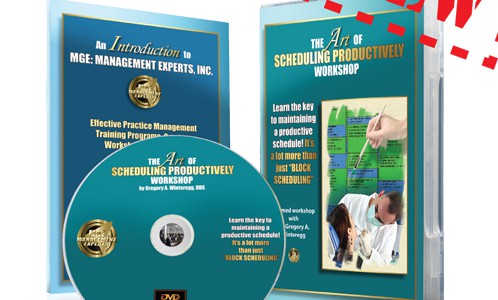 An Introduction to
MGE: MANAGEMENT EXPERTS, INC.
Effective Practice Management
Training Programs
THE Art OF
SCHEDULING PRODUCTIVELY
WORKSHOP
by Gregory A. Winteregg, DDS
Learn the key to
maintaining a
productive schedule!
It's a lot more
than just
"BLOCK SCHEDULING"
DVD
THE Art OF
SCHEDULING PRODUCTIVELY
WORKSHOP
Learn the key
to maintaining
a productive
schedule! It's
a lot more than
just "BLOCK
SCHEDULING"
workshop
with
Gregory A.